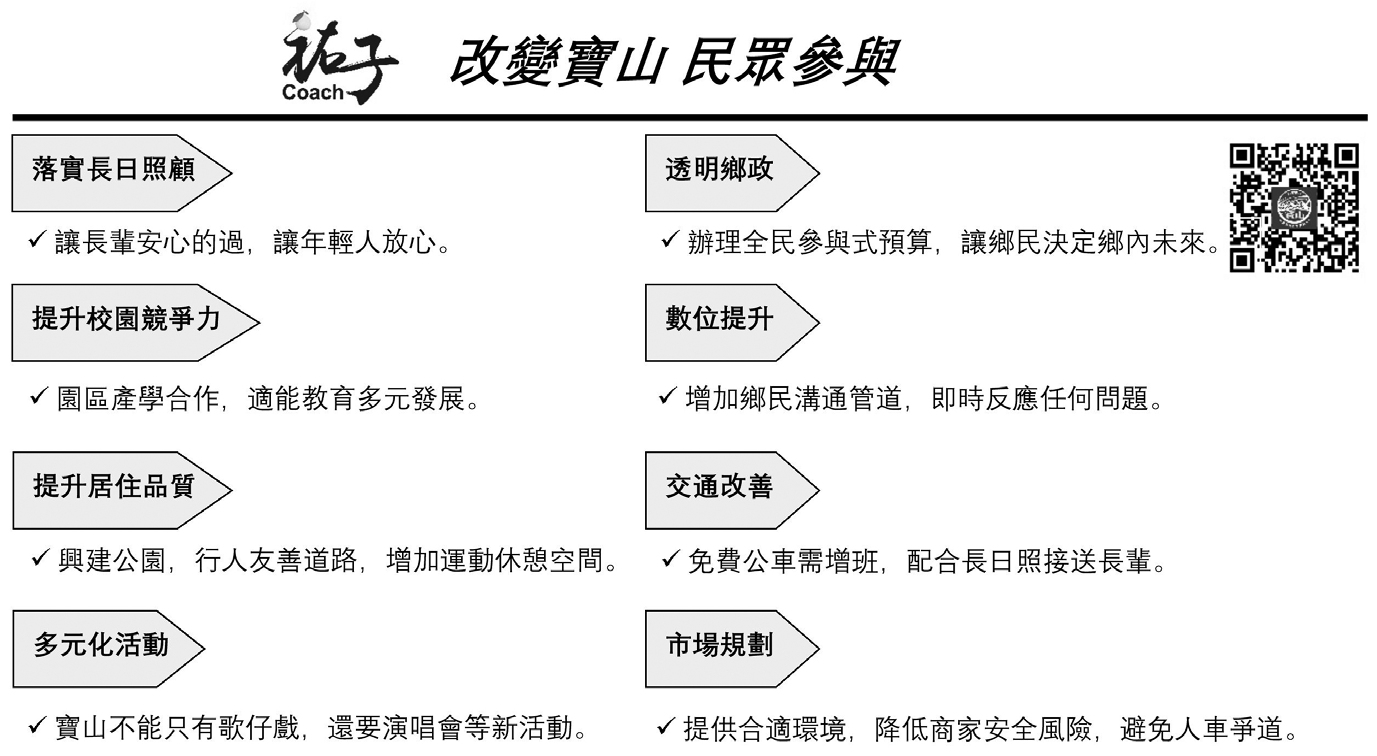 祐子
Coach
改變寶山 民眾參與
落實長日照顧
✓ 讓長輩安心的過，讓年輕人放心。
提升校園競爭力
✓ 園區產學合作，適能教育多元發展。
提升居住品質
✓ 興建公園，行人友善道路，增加運動休憩空間。
多元化活動
✓ 寶山不能只有歌仔戲，還要演唱會等新活動。
透明鄉政
✓ 辦理全民參與式預算，讓鄉民決定鄉內未來。
數位提升
✓ 增加鄉民溝通管道，即時反應任何問題。
交通改善
✓ 免費公車需增班，配合長日照接送長輩。
市場規劃
✓ 提供合適環境，降低商家安全風險，避免人車爭道。